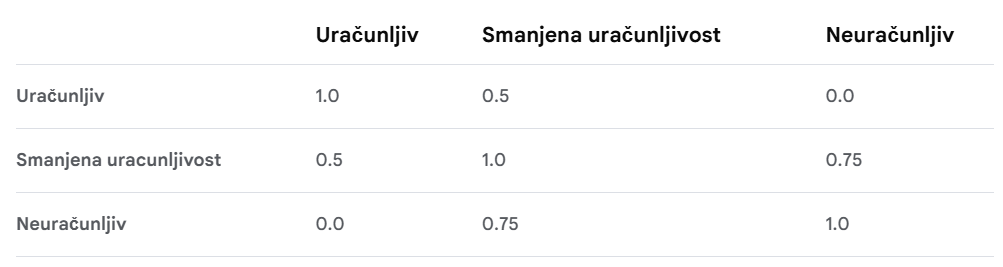 Uračunljiv Smanjena uračunljivost Neuračunljiv
Uračunljiv 1.0 0.5 0.0
Smanjena uracunljivost 0.5 1.0 0.75
Neuračunljiv 0.0 0.75 1.0